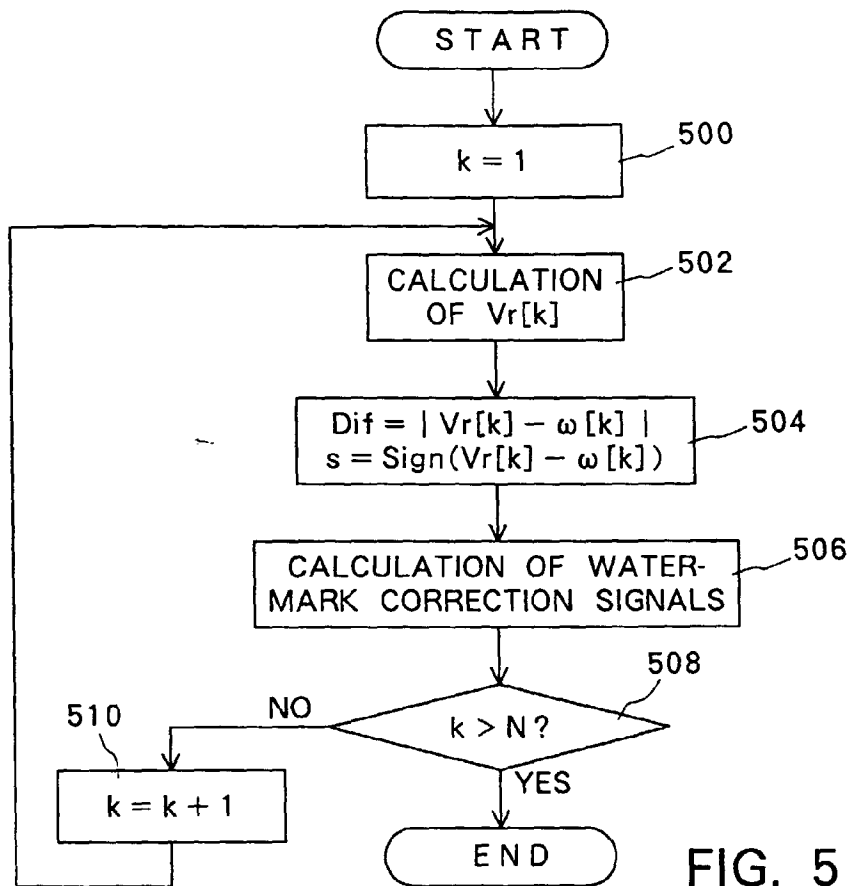 START
k = 1
500
CALCULATION
OF Vr[k]
502
Dif = | Vr[k] − ω[k] |
s = Sign(Vr[k] − ω[k])
504
CALCULATION OF WATER-
MARK CORRECTION SIGNALS
506
k > N?
508
NO
YES
510
k = k + 1
END
FIG. 5